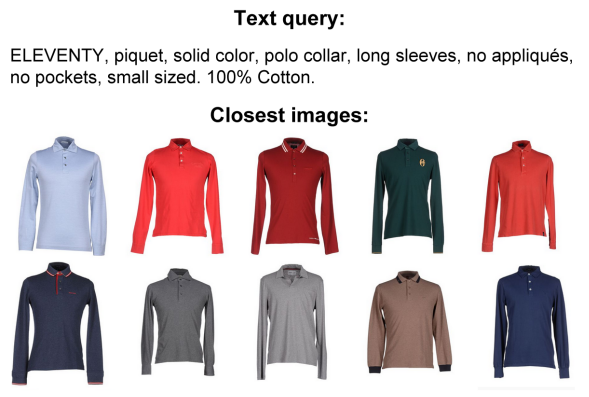 Text query:
ELEVENTY, piquet, solid color, polo collar, long sleeves, no appliqués,
no pockets, small sized. 100% Cotton.
Closest images: